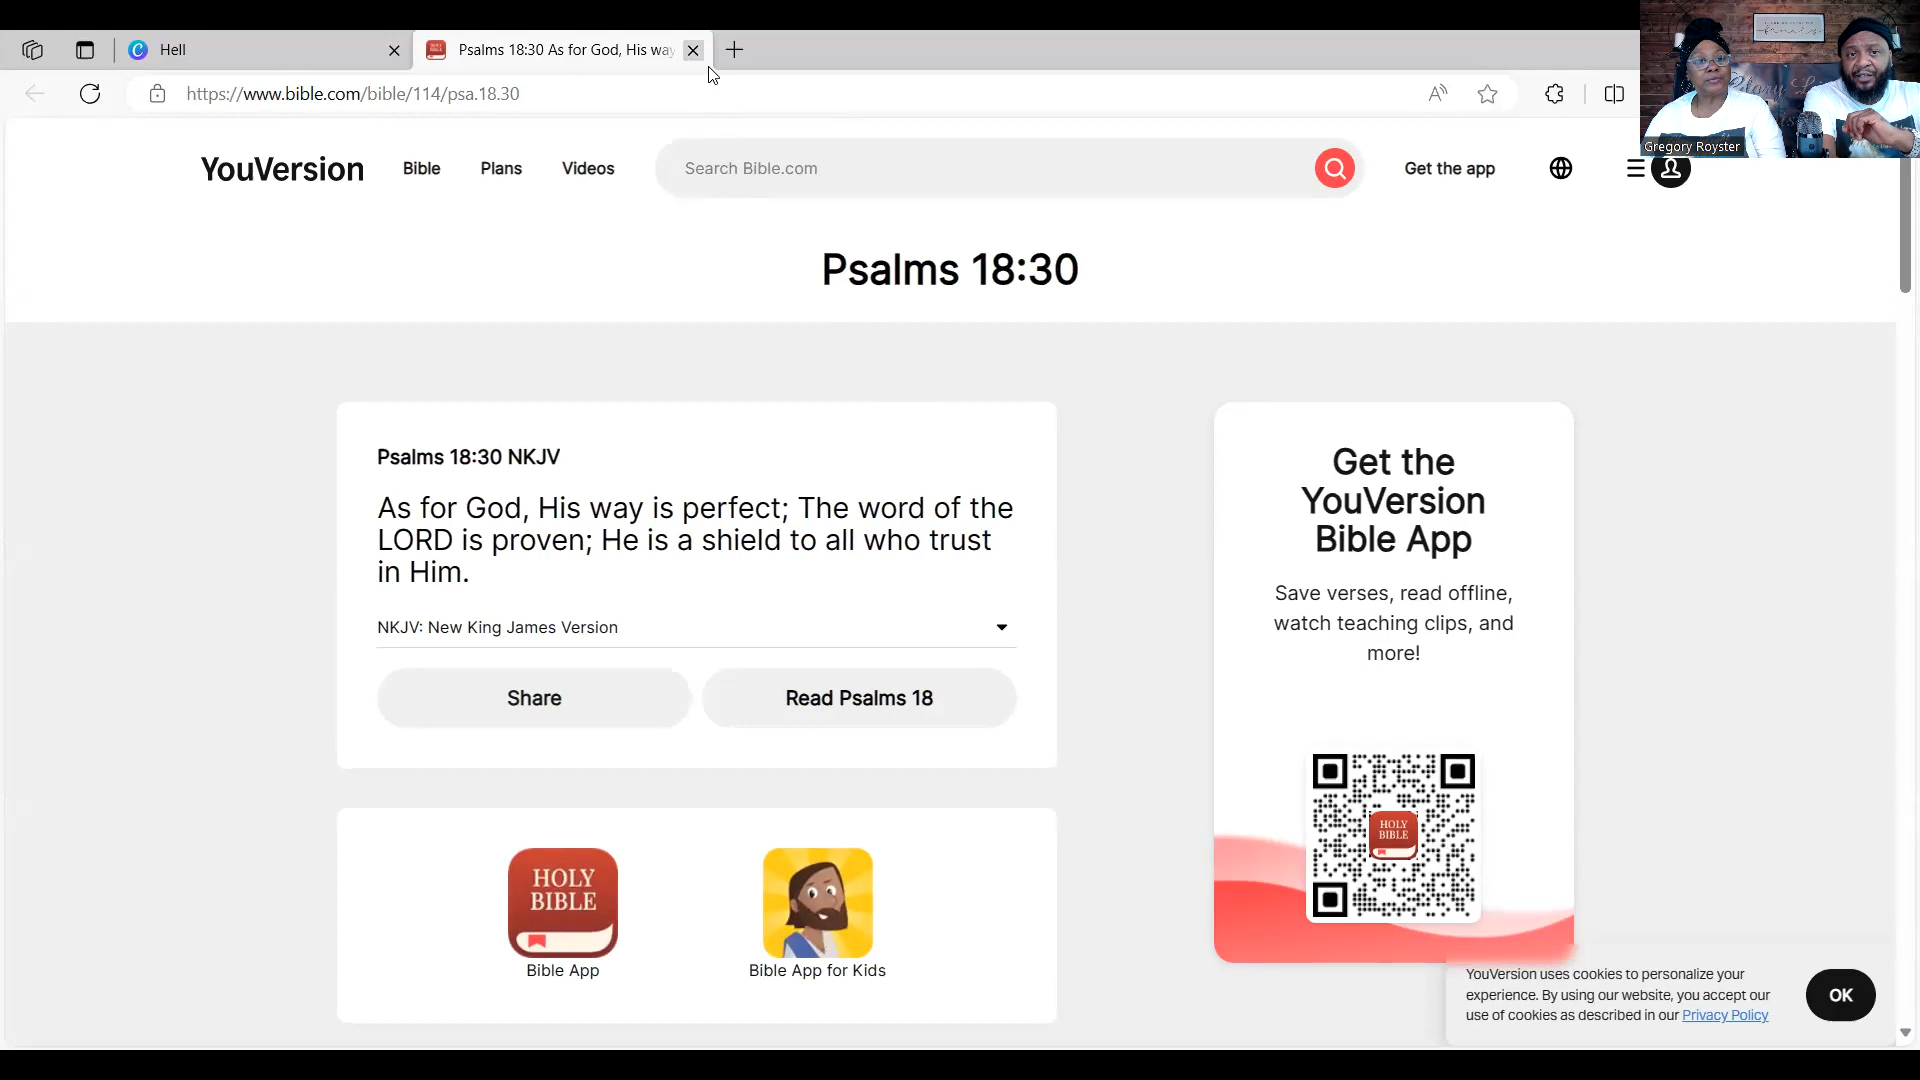 Hell
Psalms 18:30 As for God, His way
https://www.bible.com/bible/114/psa.18.30
Gregory Royster
YouVersion
Bible
Plans
Videos
Search Bible.com
Get the app
Psalms 18:30
Psalms 18:30 NKJV
As for God, His way is perfect; The word of the
LORD is proven; He is a shield to all who trust
in Him.
NKJV: New King James Version
Share
Read Psalms 18
Get the
YouVersion
Bible App
Save verses, read offline,
watch teaching clips, and
more!
HOLY
BIBLE
HOLY
BIBLE
Bible App
Bible App for Kids
YouVersion uses cookies to personalize your
experience. By using our website, you accept our
use of cookies as described in our Privacy Policy
OK